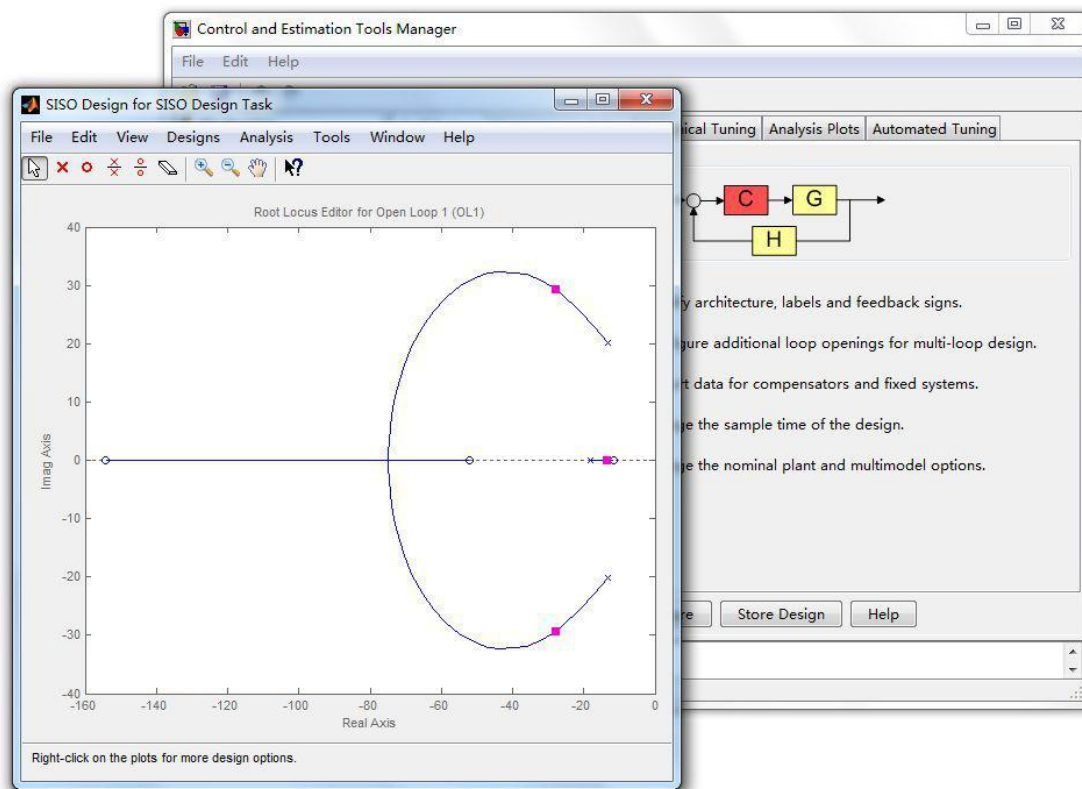 Control and Estimation Tools Manager
File Edit Help
SISO Design for SISO Design Task
File Edit View Designs Analysis Tools Window Help
Analysis Plots Automated Tuning
Tuning
C G
H
Root Locus Editor for Open Loop 1 (OL1)
40
30
20
10
0
-10
-20
-30
-40
Imag Axis
-160 -140 -120 -100 -80 -60 -40 -20 0
Real Axis
Right-click on the plots for more design options.
architecture, labels and feedback signs.
additional loop openings for multi-loop design.
data for compensators and fixed systems.
the sample time of the design.
the nominal plant and multimodel options.
Store Design Help